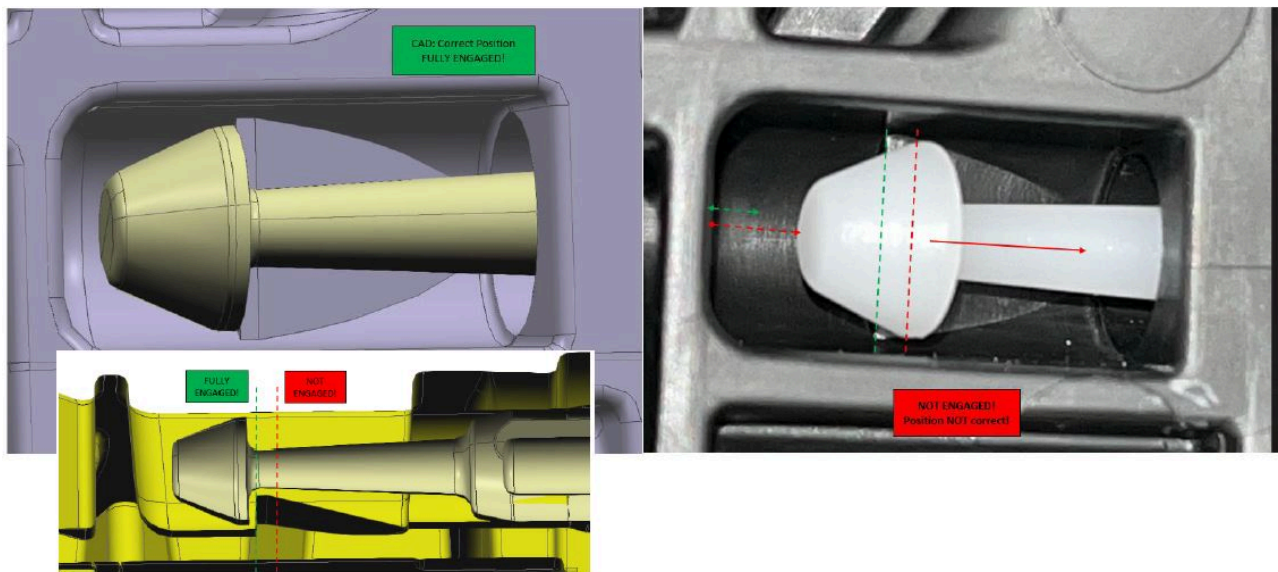 CAD: Correct Position
FULLY ENGAGED!
FULLY
ENGAGED!
NOT
ENGAGED!
NOT ENGAGED!
Position NOT correct!